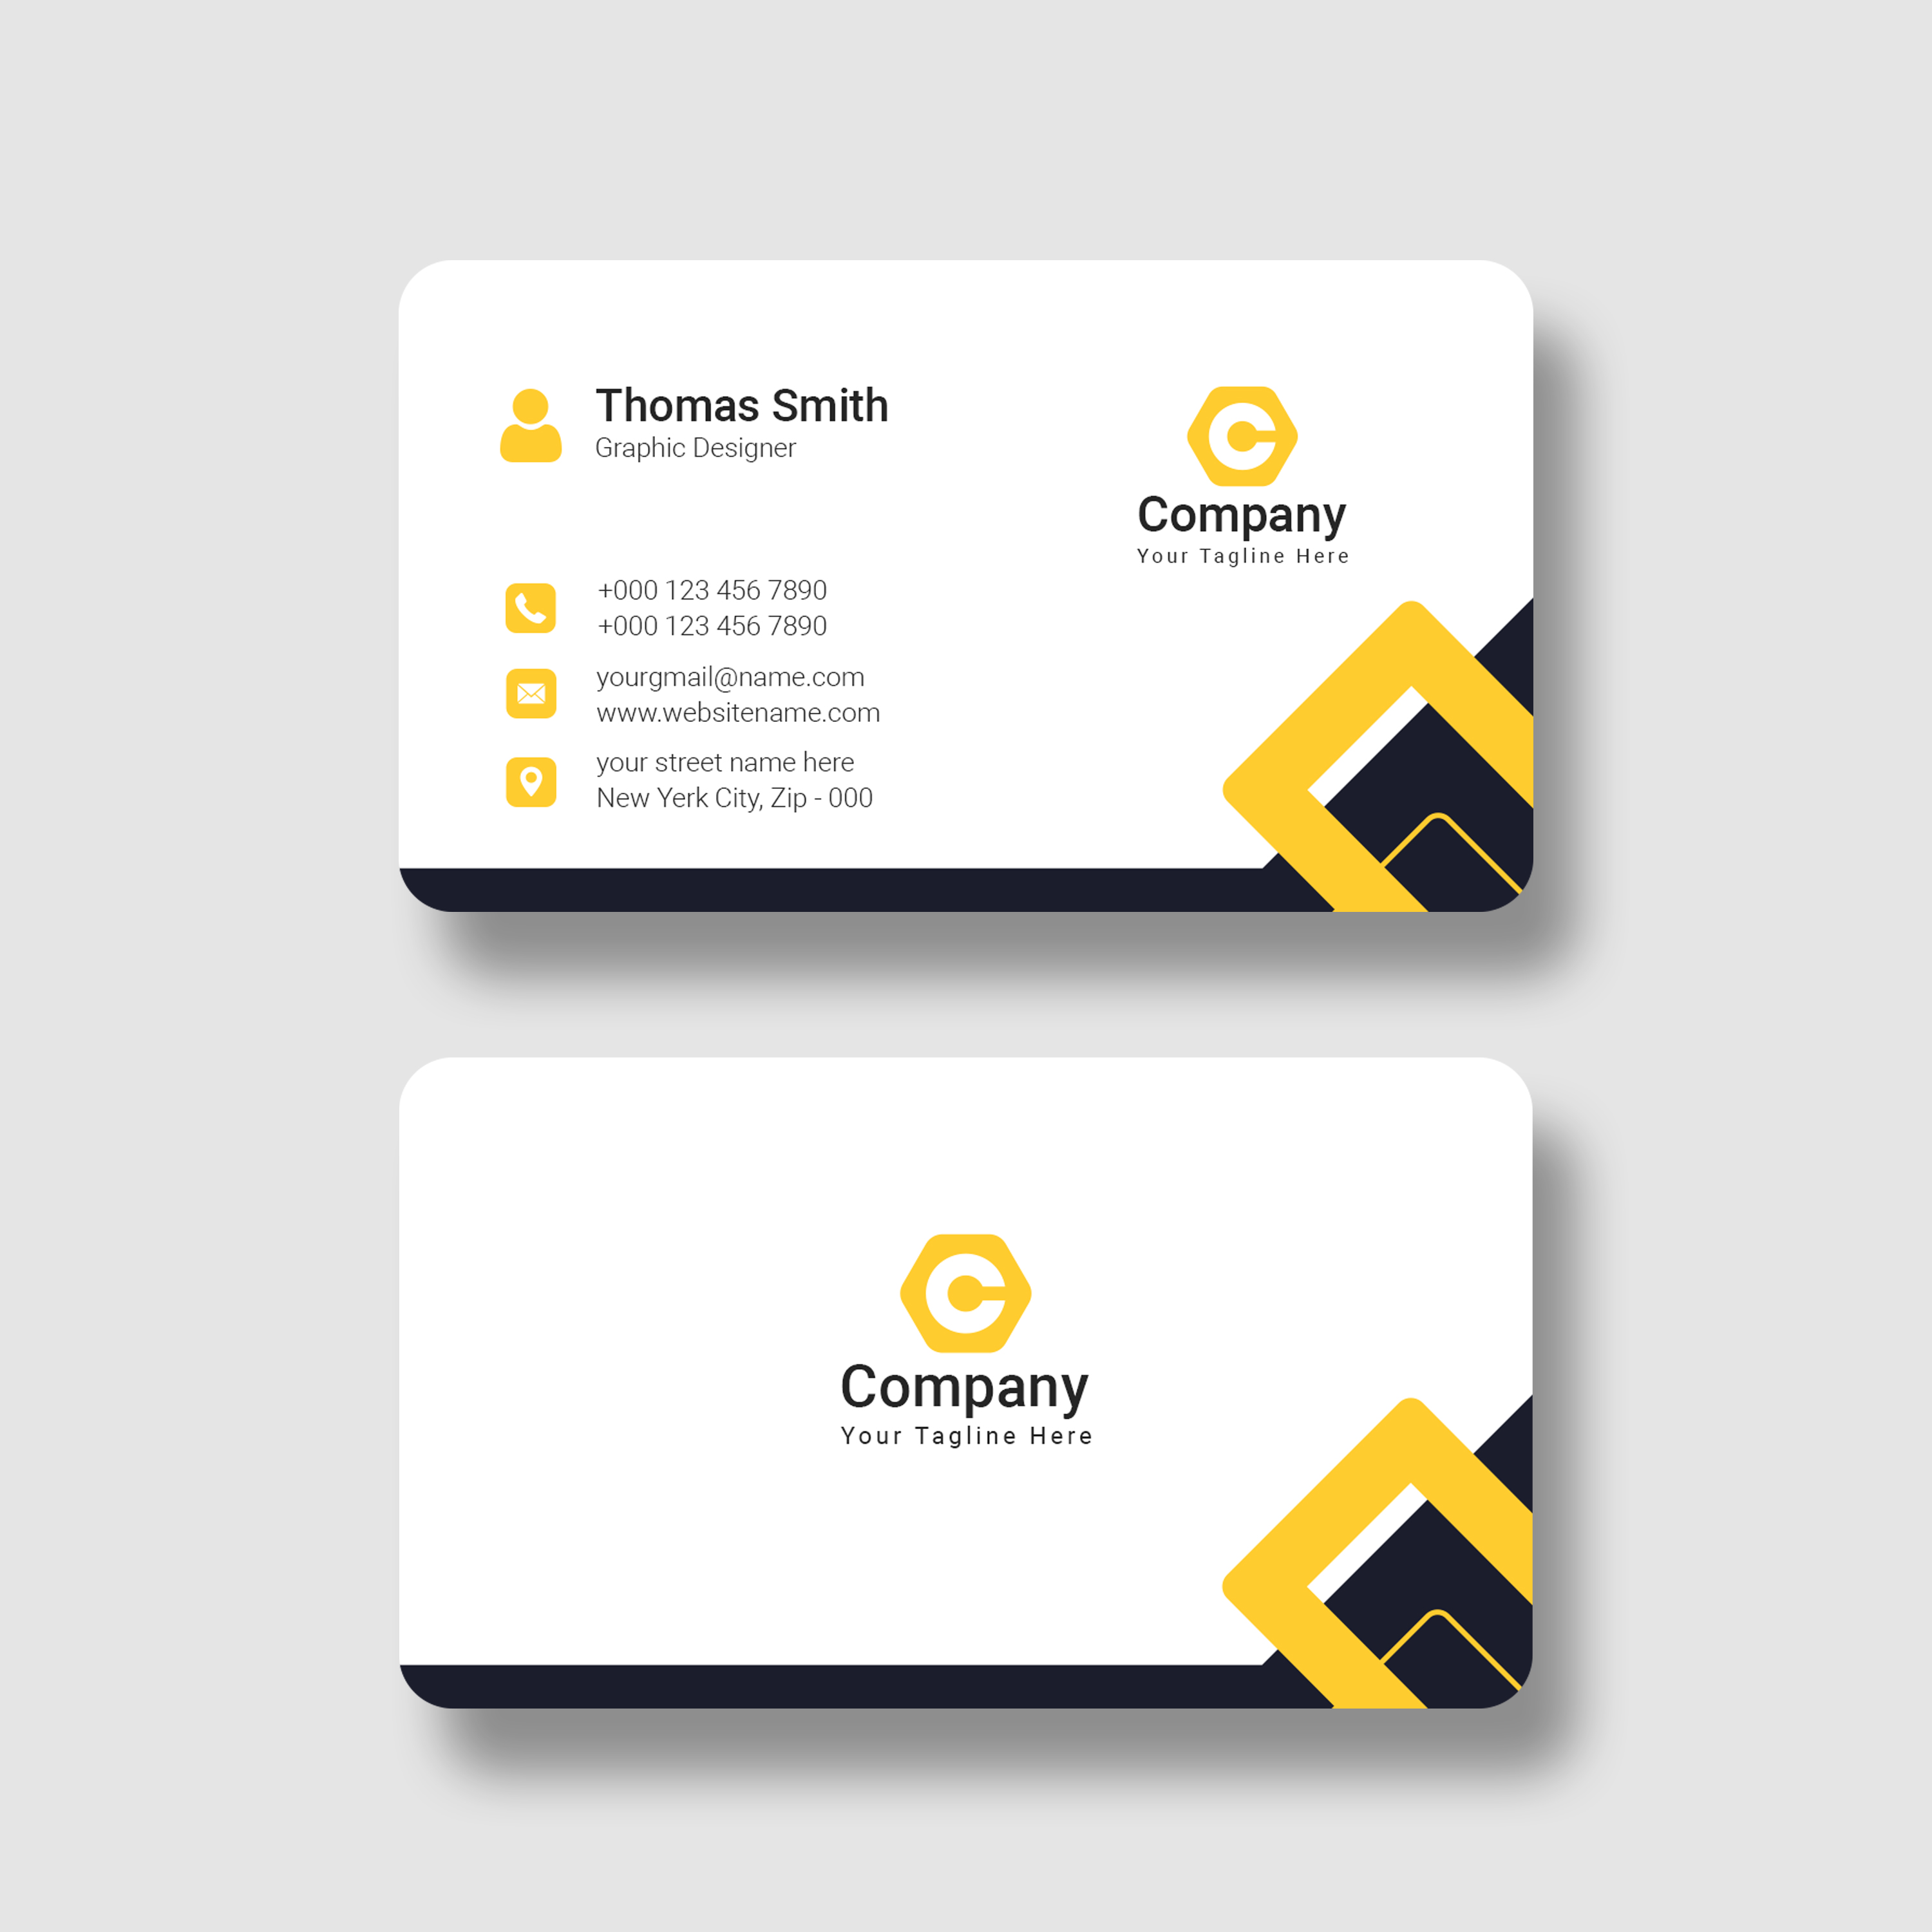 Thomas Smith
Graphic Designer
Company
Your Tagline Here
+000 123 456 7890
+000 123 456 7890
yourgmail@name.com
www.websitename.com
your street name here
New Yerk City, Zip - 000
Company
Your Tagline Here